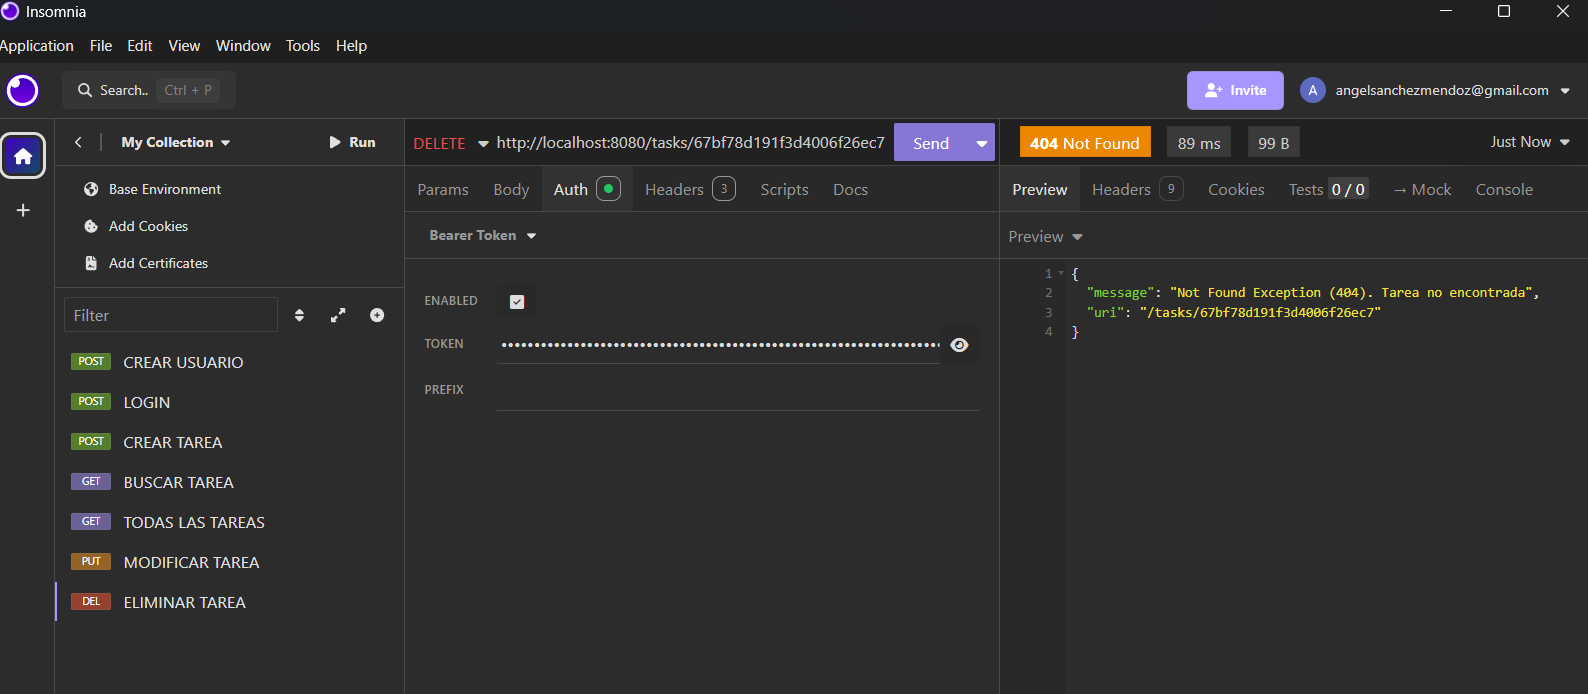 Insomnia
Application File Edit View Window Tools Help
Search.. Ctrl + P
Invite
A angelsanchezmendoz@gmail.com
My Collection Run
Base Environment
Add Cookies
Add Certificates
Filter
POST CREAR USUARIO
POST LOGIN
POST CREAR TAREA
GET BUSCAR TAREA
GET TODAS LAS TAREAS
PUT MODIFICAR TAREA
DEL ELIMINAR TAREA
DELETE http://localhost:8080/tasks/67bf78d191f3d4006f26ec7 Send
Params Body Auth Headers 3 Scripts Docs
Bearer Token
ENABLED
TOKEN ••••••••••••••••••••••••••••••••••••••••••••••••••••••••••••••••••
PREFIX
404 Not Found 89 ms 99 B Just Now
Preview Headers 9 Cookies Tests 0 / 0 → Mock Console
Preview
1 {
2 "message": "Not Found Exception (404). Tarea no encontrada",
3 "uri": "/tasks/67bf78d191f3d4006f26ec7"
4 }